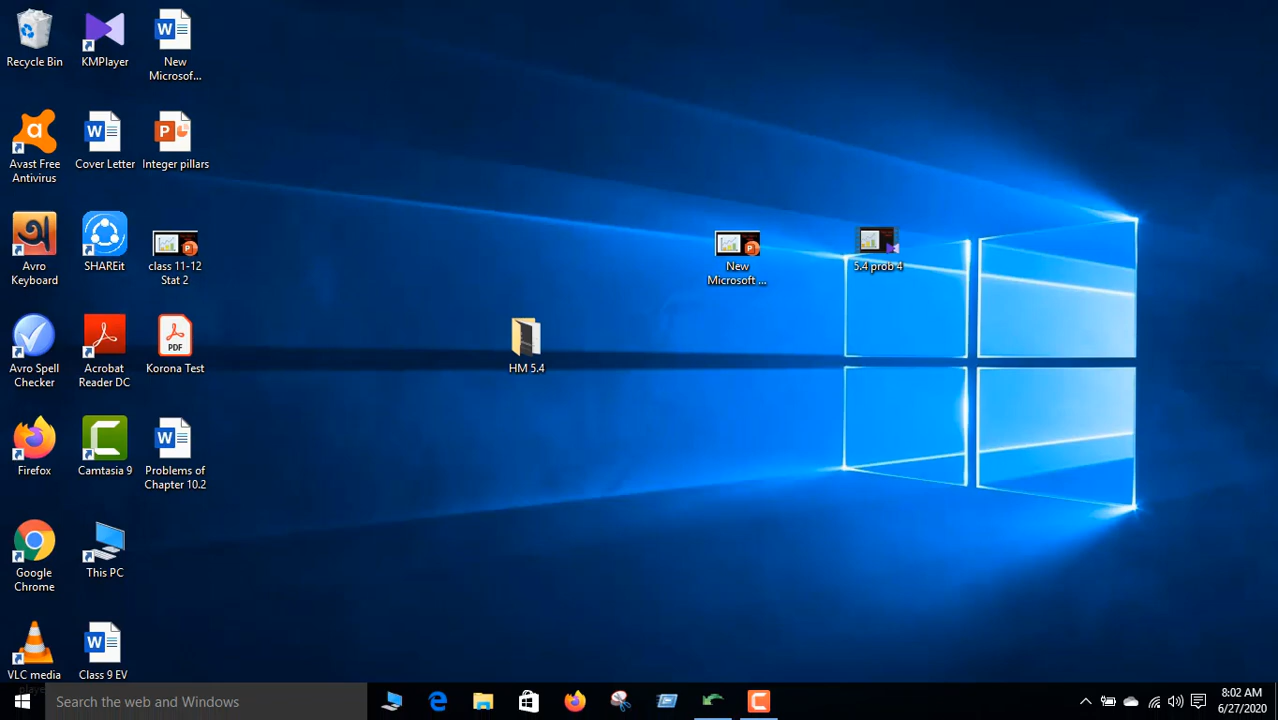 Recycle Bin
KMPlayer
New
Microsof...
Avast Free
Antivirus
Cover Letter
Integer pillars
Avro
Keyboard
SHAREit
class 11-12
Stat 2
New
Microsoft ...
5.4 prob 4
Avro Spell
Checker
Acrobat
Reader DC
PDF
Korona Test
HM 5.4
Firefox
Camtasia 9
Problems of
Chapter 10.2
Google
Chrome
This PC
VLC media
player
Class 9 EV
Search the web and Windows
8:02 AM
6/27/2020